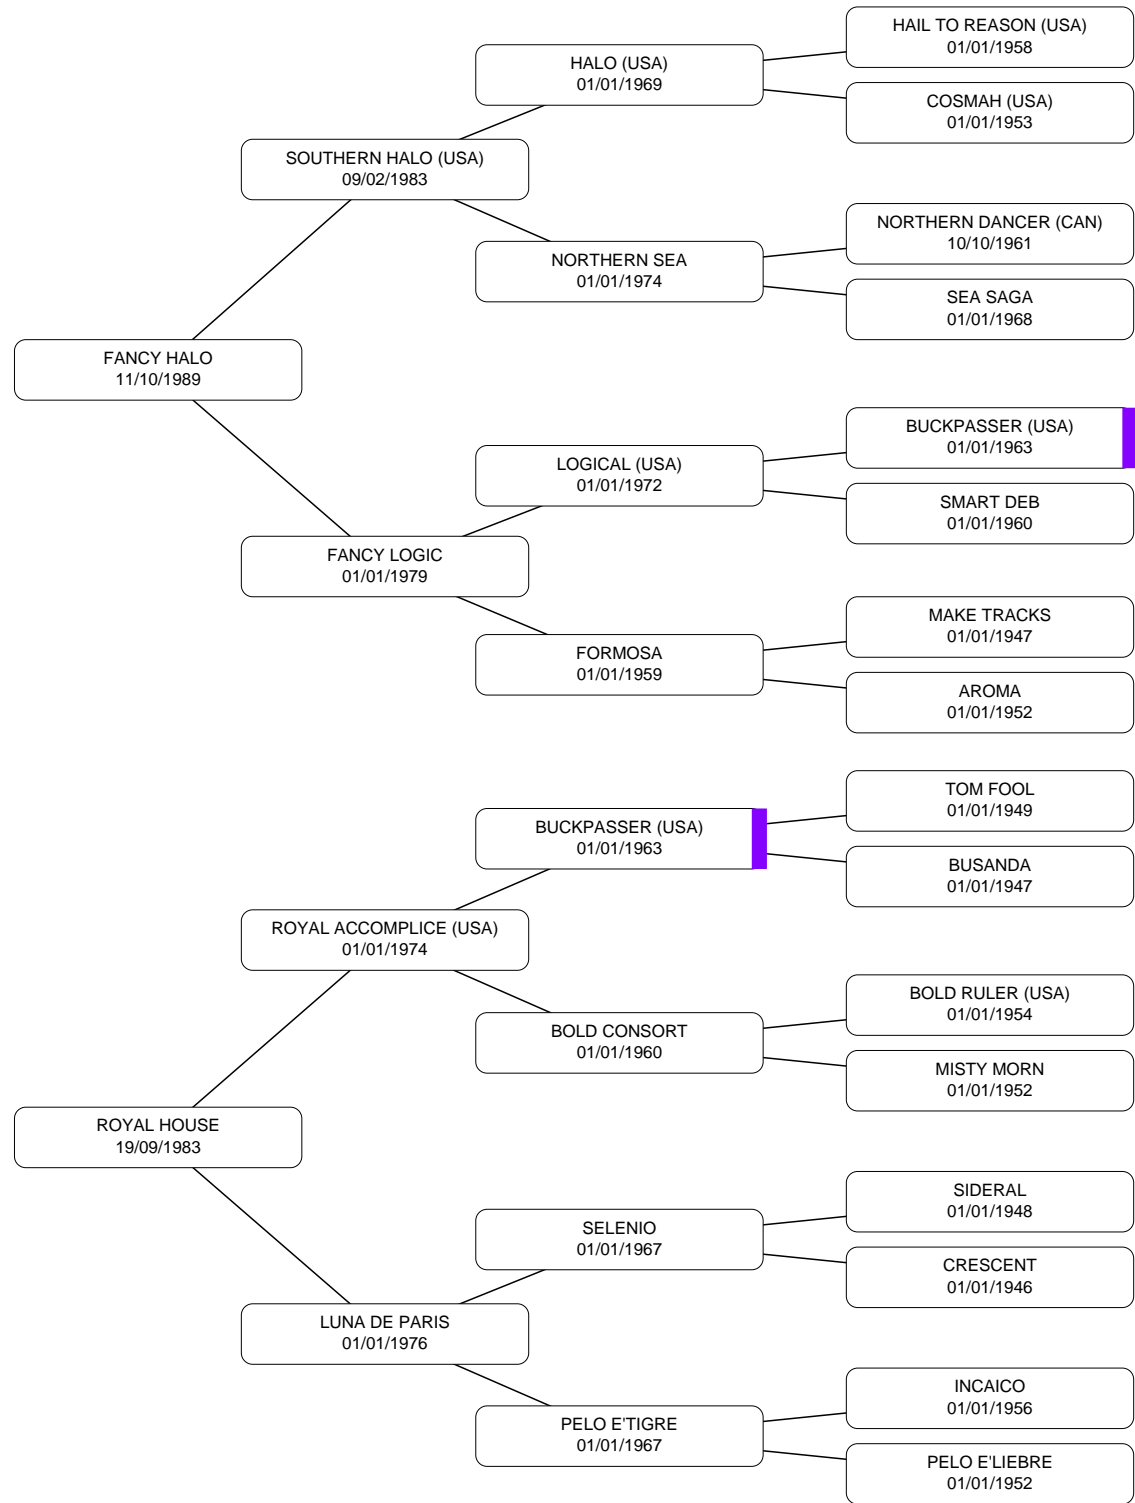 HAIL TO REASON (USA)
01/01/1958
HALO (USA)
01/01/1969
COSMAH (USA)
01/01/1953
SOUTHERN HALO (USA)
09/02/1983
NORTHERN DANCER (CAN)
10/10/1961
NORTHERN SEA
01/01/1974
SEA SAGA
01/01/1968
FANCY HALO
11/10/1989
BUCKPASSER (USA)
01/01/1963
LOGICAL (USA)
01/01/1972
SMART DEB
01/01/1960
FANCY LOGIC
01/01/1979
MAKE TRACKS
01/01/1947
FORMOSA
01/01/1959
AROMA
01/01/1952
TOM FOOL
01/01/1949
BUCKPASSER (USA)
01/01/1963
BUSANDA
01/01/1947
ROYAL ACCOMPLICE (USA)
01/01/1974
BOLD RULER (USA)
01/01/1954
BOLD CONSORT
01/01/1960
MISTY MORN
01/01/1952
ROYAL HOUSE
19/09/1983
SIDERAL
01/01/1948
SELENIO
01/01/1967
CRESCENT
01/01/1946
LUNA DE PARIS
01/01/1976
INCAICO
01/01/1956
PELO E'TIGRE
01/01/1967
PELO E'LIEBRE
01/01/1952